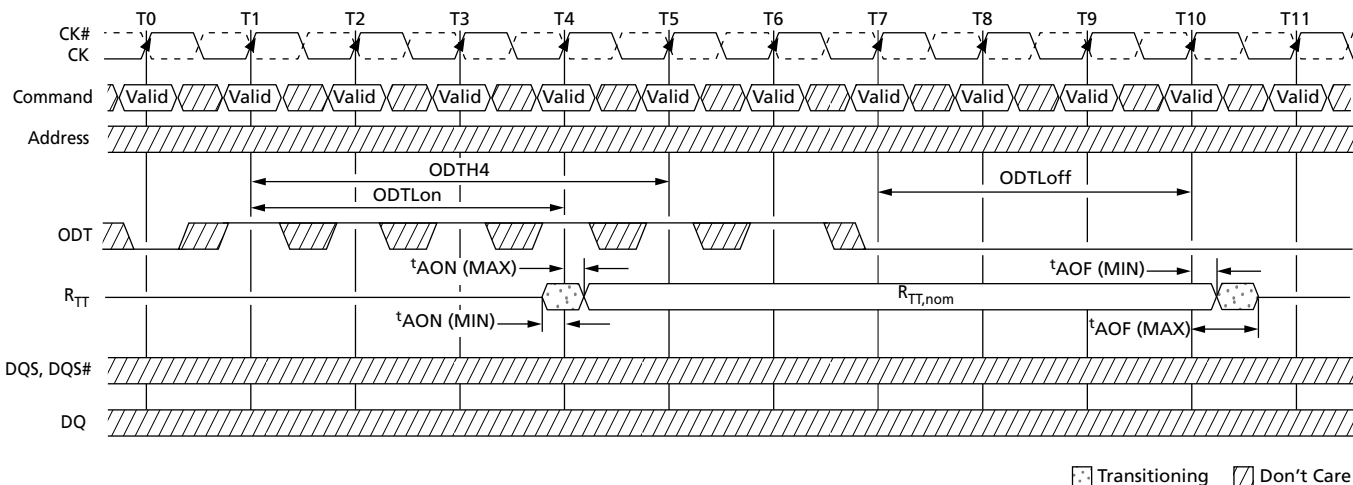 T0 T1 T2 T3 T4 T5 T6 T7 T8 T9 T10 T11
CK#
CK
Command Valid Valid Valid Valid Valid Valid Valid Valid Valid Valid Valid Valid
Address
ODTH4
ODTLoff
ODTLon
ODT
tAON (MAX) tAOF (MIN)
RTT RTT,nom
tAON (MIN) tAOF (MAX)
DQS, DQS#
DQ
Transitioning Don't Care